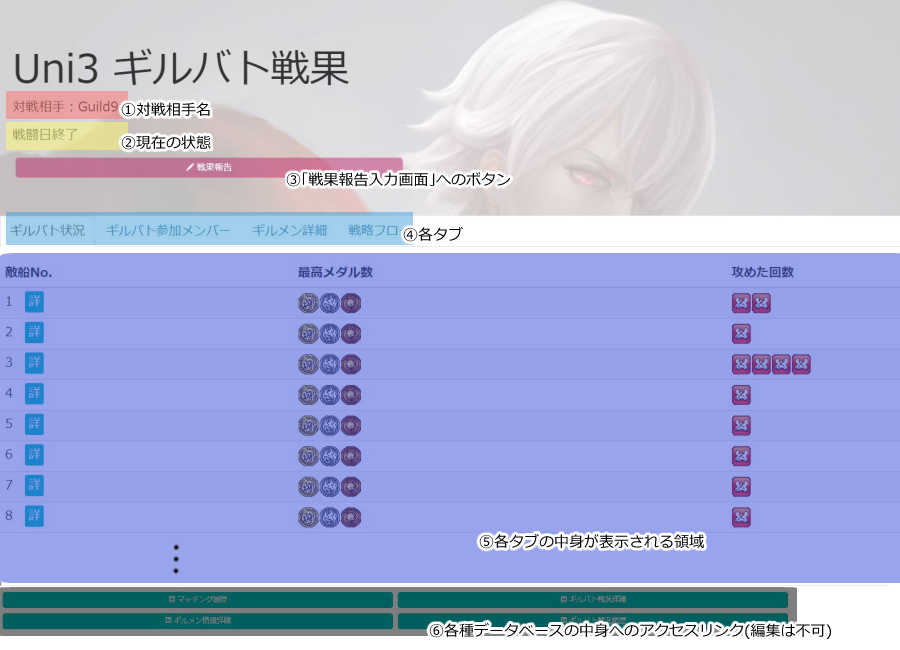 Uni3 ギルバト戦果
対戦相手：Guild9
①対戦相手名
戦闘日終了
②現在の状態
戦果報告
③「戦果報告入力画面」へのボタン
ギルバト状況 ギルバト参加メンバー ギルメン詳細 戦略フロー
④各タブ
敵船No. 最高メダル数 攻めた回数
1 詳
2 詳
3 詳
4 詳
5 詳
6 詳
7 詳
8 詳
⑤各タブの中身が表示される領域
マッチング履歴 ギルバト戦況詳細
ギルメン情報詳細
⑥各種データベースの中身へのアクセスリンク(編集は不可)